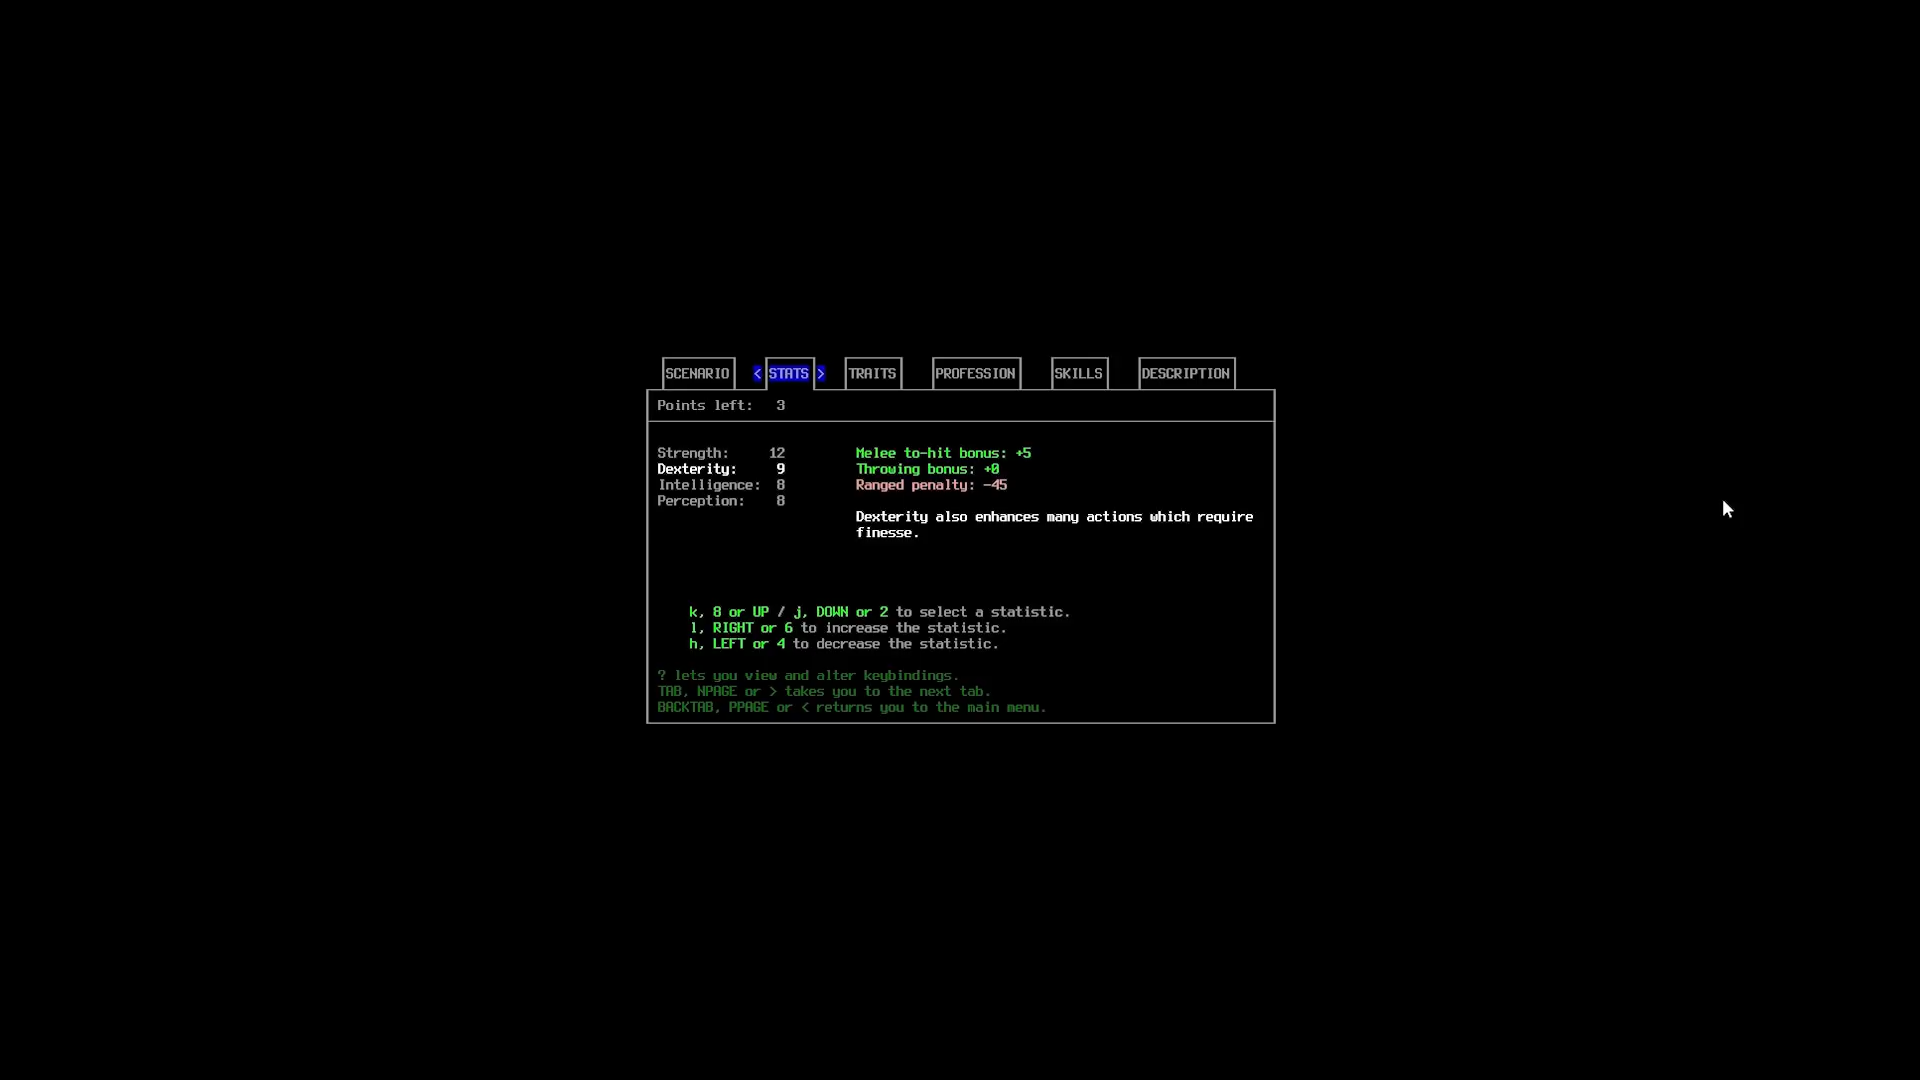 SCENARIO < STATS > TRAITS PROFESSION SKILLS DESCRIPTION
Points left: 3
Strength: 12 Melee to-hit bonus: +5
Dexterity: 9 Throwing bonus: +0
Intelligence: 8 Ranged penalty: -45
Perception: 8
Dexterity also enhances many actions which require
finesse.
k, 8 or UP / j, DOWN or 2 to select a statistic.
l, RIGHT or 6 to increase the statistic.
h, LEFT or 4 to decrease the statistic.
? lets you view and alter keybindings.
TAB, NPAGE or > takes you to the next tab.
BACKTAB, PPAGE or < returns you to the main menu.